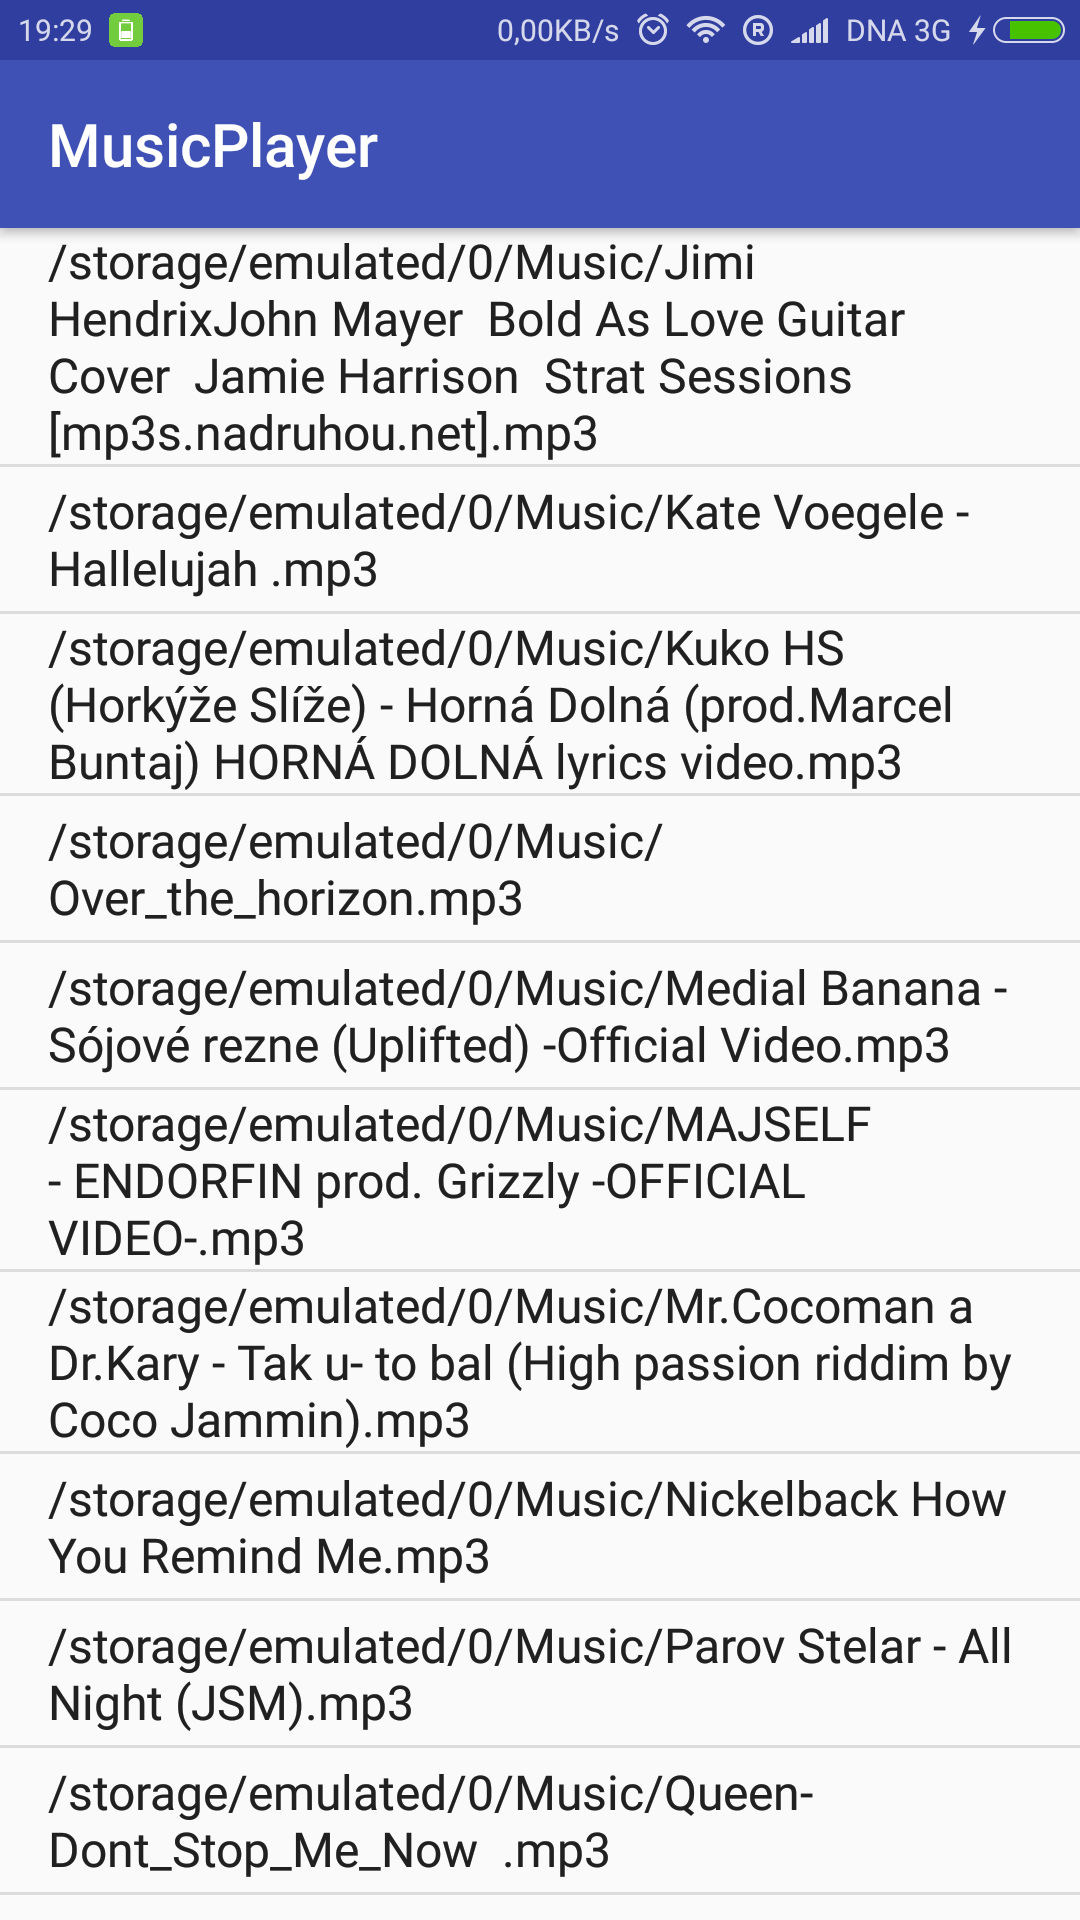 19:29 0,00KB/s R DNA 3G
MusicPlayer
/storage/emulated/0/Music/Jimi
HendrixJohn Mayer  Bold As Love Guitar
Cover  Jamie Harrison  Strat Sessions
[mp3s.nadruhou.net].mp3
/storage/emulated/0/Music/Kate Voegele -
Hallelujah .mp3
/storage/emulated/0/Music/Kuko HS
(Horkýže Slíže) - Horná Dolná (prod.Marcel
Buntaj) HORNÁ DOLNÁ lyrics video.mp3
/storage/emulated/0/Music/
Over_the_horizon.mp3
/storage/emulated/0/Music/Medial Banana -
Sójové rezne (Uplifted) -Official Video.mp3
/storage/emulated/0/Music/MAJSELF
- ENDORFIN prod. Grizzly -OFFICIAL
VIDEO-.mp3
/storage/emulated/0/Music/Mr.Cocoman a
Dr.Kary - Tak u- to bal (High passion riddim by
Coco Jammin).mp3
/storage/emulated/0/Music/Nickelback How
You Remind Me.mp3
/storage/emulated/0/Music/Parov Stelar - All
Night (JSM).mp3
/storage/emulated/0/Music/Queen-
Dont_Stop_Me_Now  .mp3